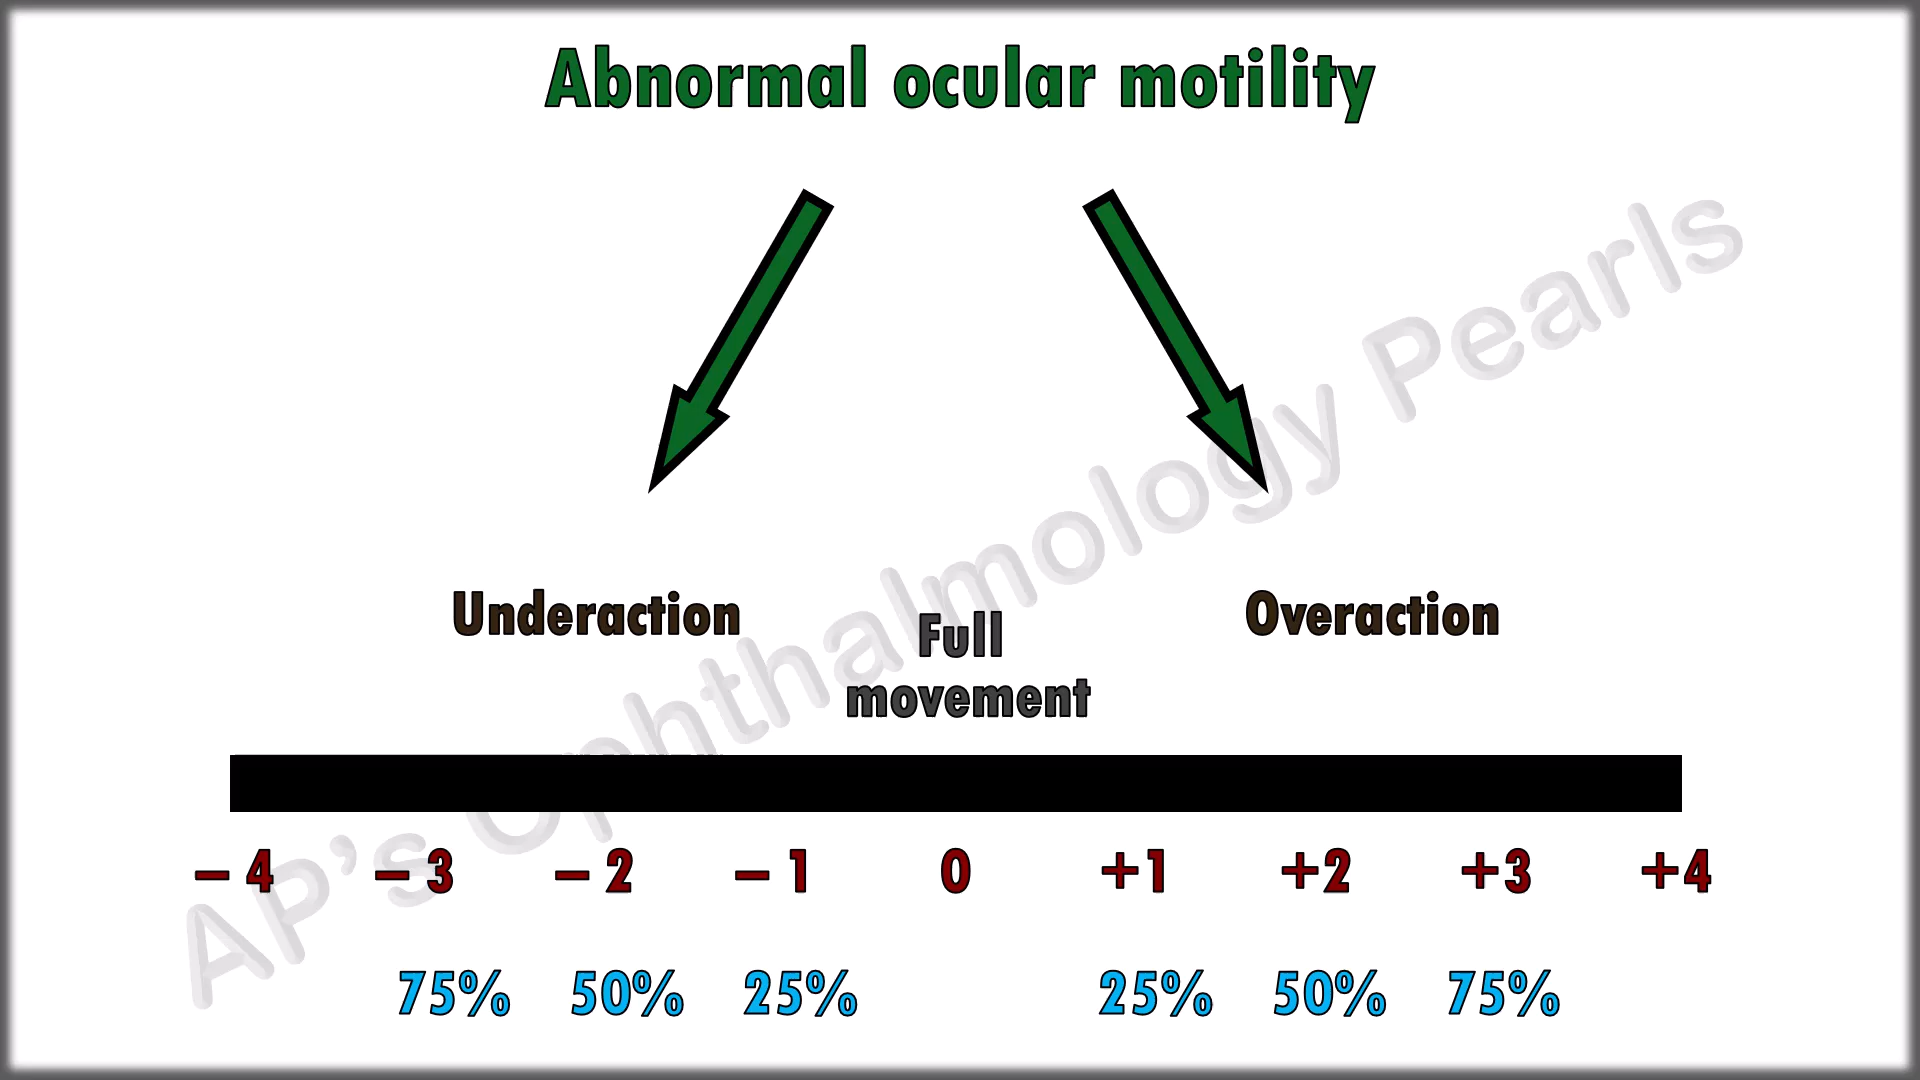 Abnormal ocular motility
Underaction
Overaction
Full
movement
– 4 – 3 – 2 – 1 0 +1 +2 +3 +4
75% 50% 25% 25% 50% 75%
AP’s Ophthalmology Pearls